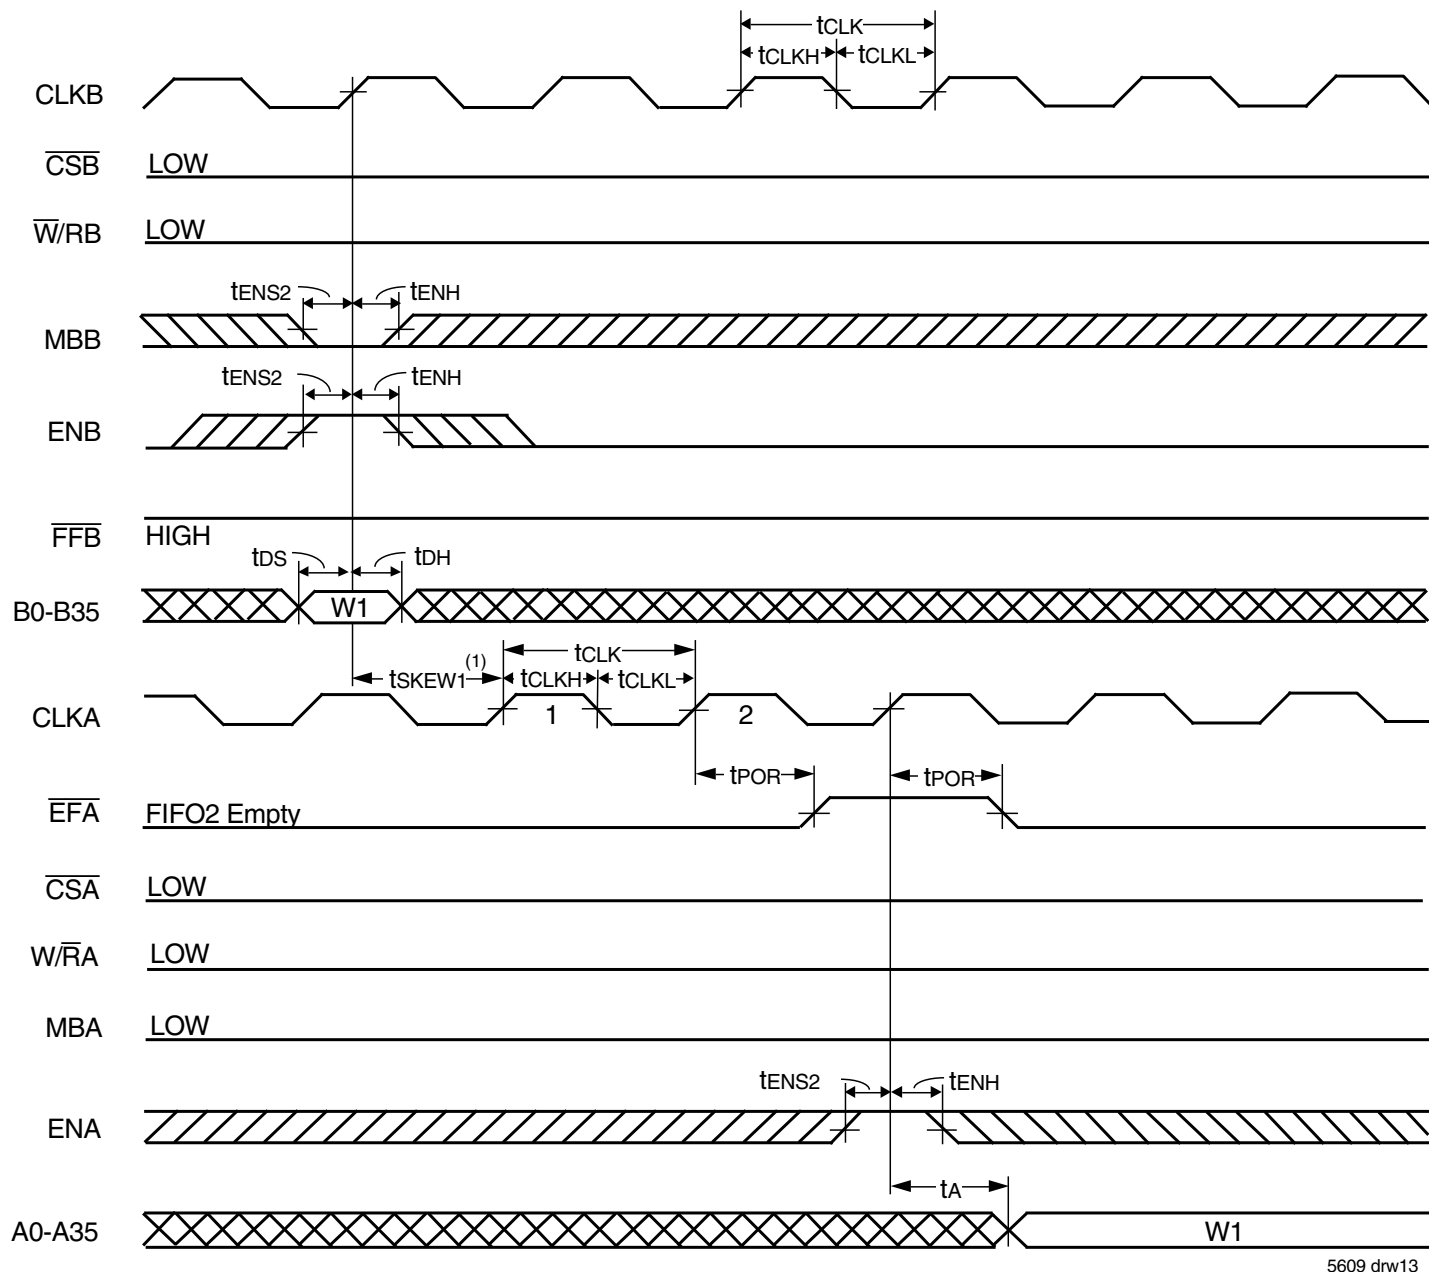 tCLK
tCLKH tCLKL
CLKB
CSB LOW
W/RB LOW
tENS2 tENH
MBB
tENS2 tENH
ENB
FFB HIGH
tDS tDH
B0-B35 W1
tCLK
tSKEW1(1) tCLKH tCLKL
CLKA 1 2
tPOR tPOR
EFA FIFO2 Empty
CSA LOW
W/RA LOW
MBA LOW
tENS2 tENH
ENA
tA
A0-A35 W1
5609 drw13